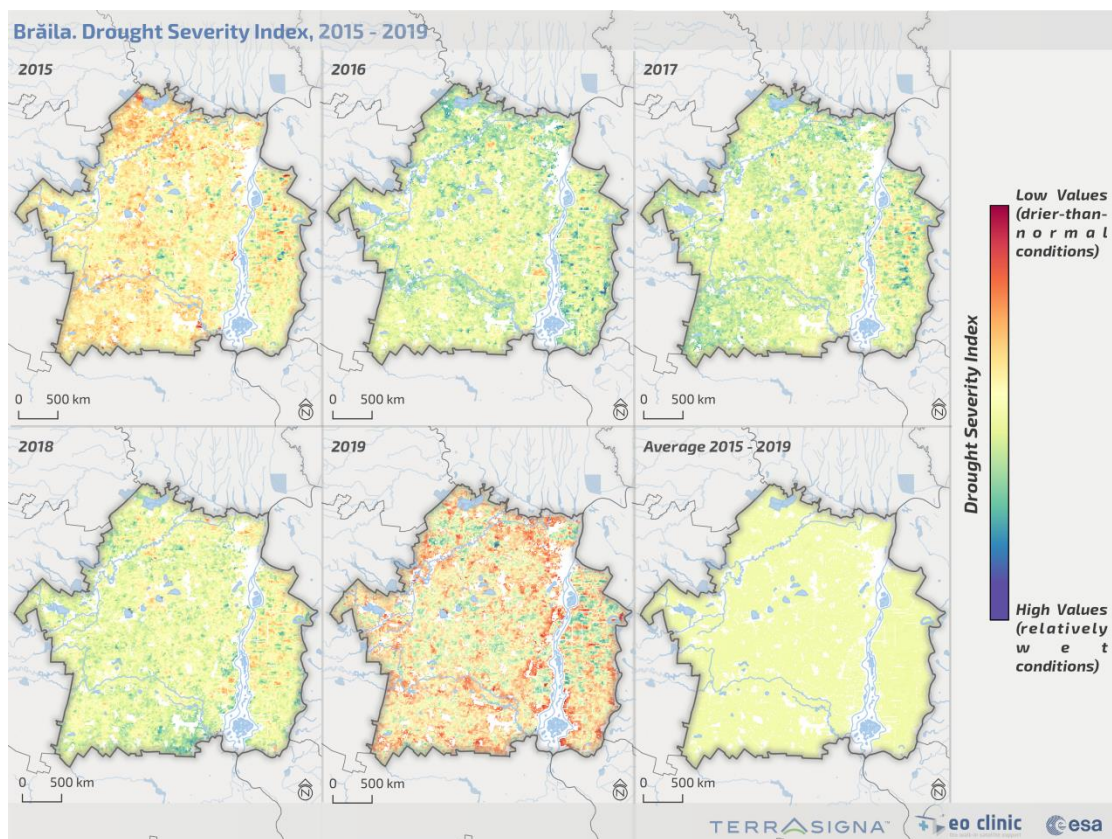 Brăila. Drought Severity Index, 2015 - 2019
2015
2016
2017
0 500 km
0 500 km
0 500 km
2018
2019
Average 2015 - 2019
0 500 km
0 500 km
0 500 km
Drought Severity Index
Low Values
(drier-than-
normal
conditions)
High Values
(relatively
wet
conditions)
TERRASIGNA
eo clinic
esa